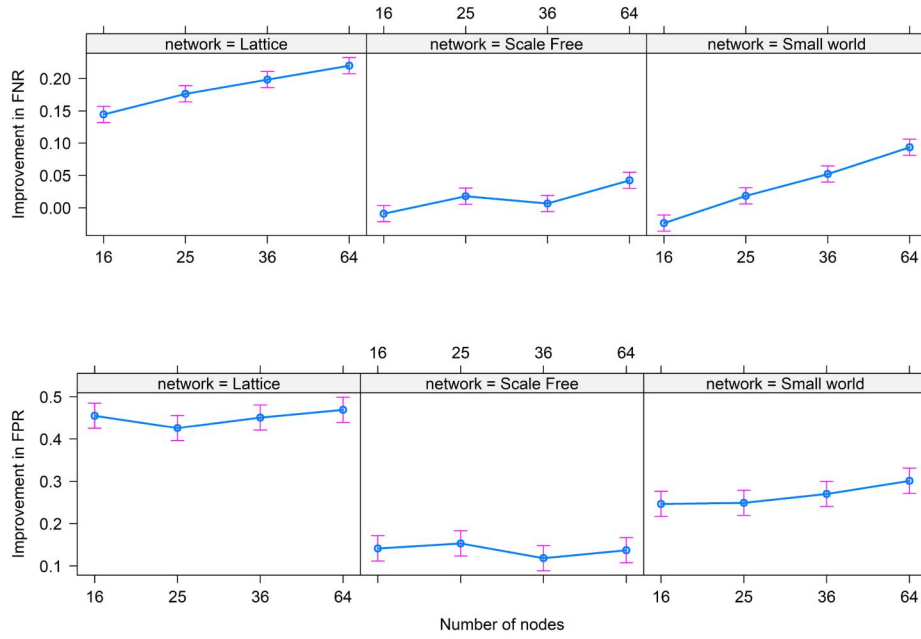 16 25 36 64
network = Lattice network = Scale Free network = Small world
Improvement in FNR
0.20
0.15
0.10
0.05
0.00
16 25 36 64 16 25 36 64
16 25 36 64
network = Lattice network = Scale Free network = Small world
Improvement in FPR
0.5
0.4
0.3
0.2
0.1
16 25 36 64 16 25 36 64
Number of nodes